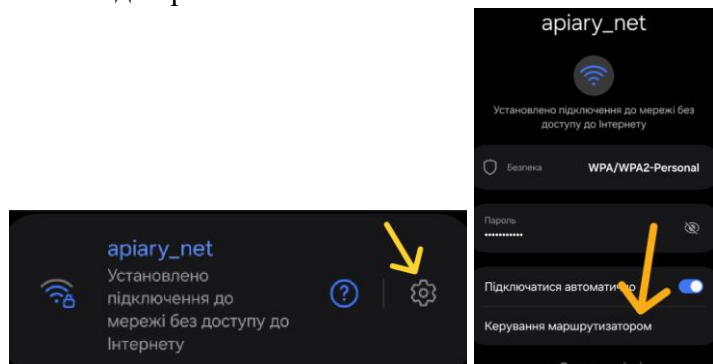 apiary_net
Установлено
підключення до
мережі без доступу до
Інтернету
apiary_net
Установлено підключення до мережі без
доступу до Інтернету
Безпека WPA/WPA2-Personal
Пароль
•••••••••••
Підключатися автоматично
Керування маршрутизатором